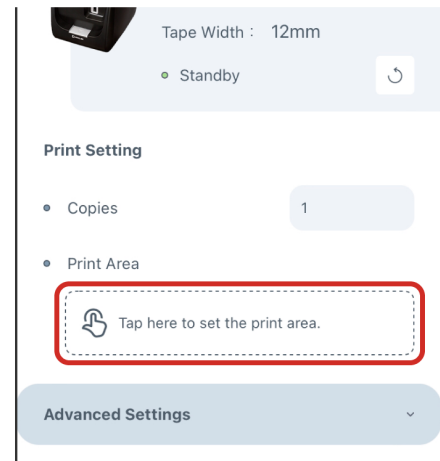 Tape Width : 12mm
Standby
Print Setting
Copies 1
Print Area
Tap here to set the print area.
Advanced Settings